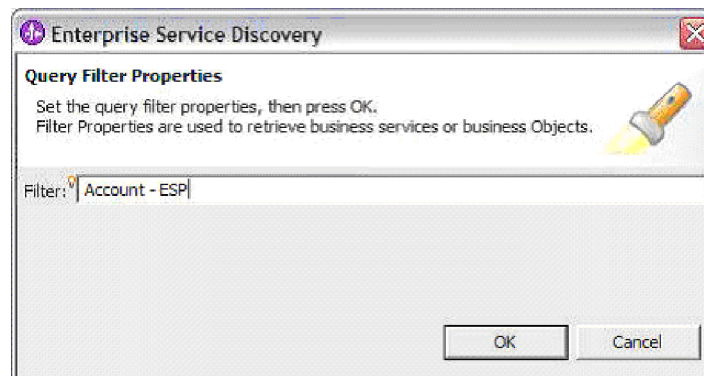 Enterprise Service Discovery
Query Filter Properties
Set the query filter properties, then press OK.
Filter Properties are used to retrieve business services or business Objects.
Filter: Account - ESP
OK Cancel